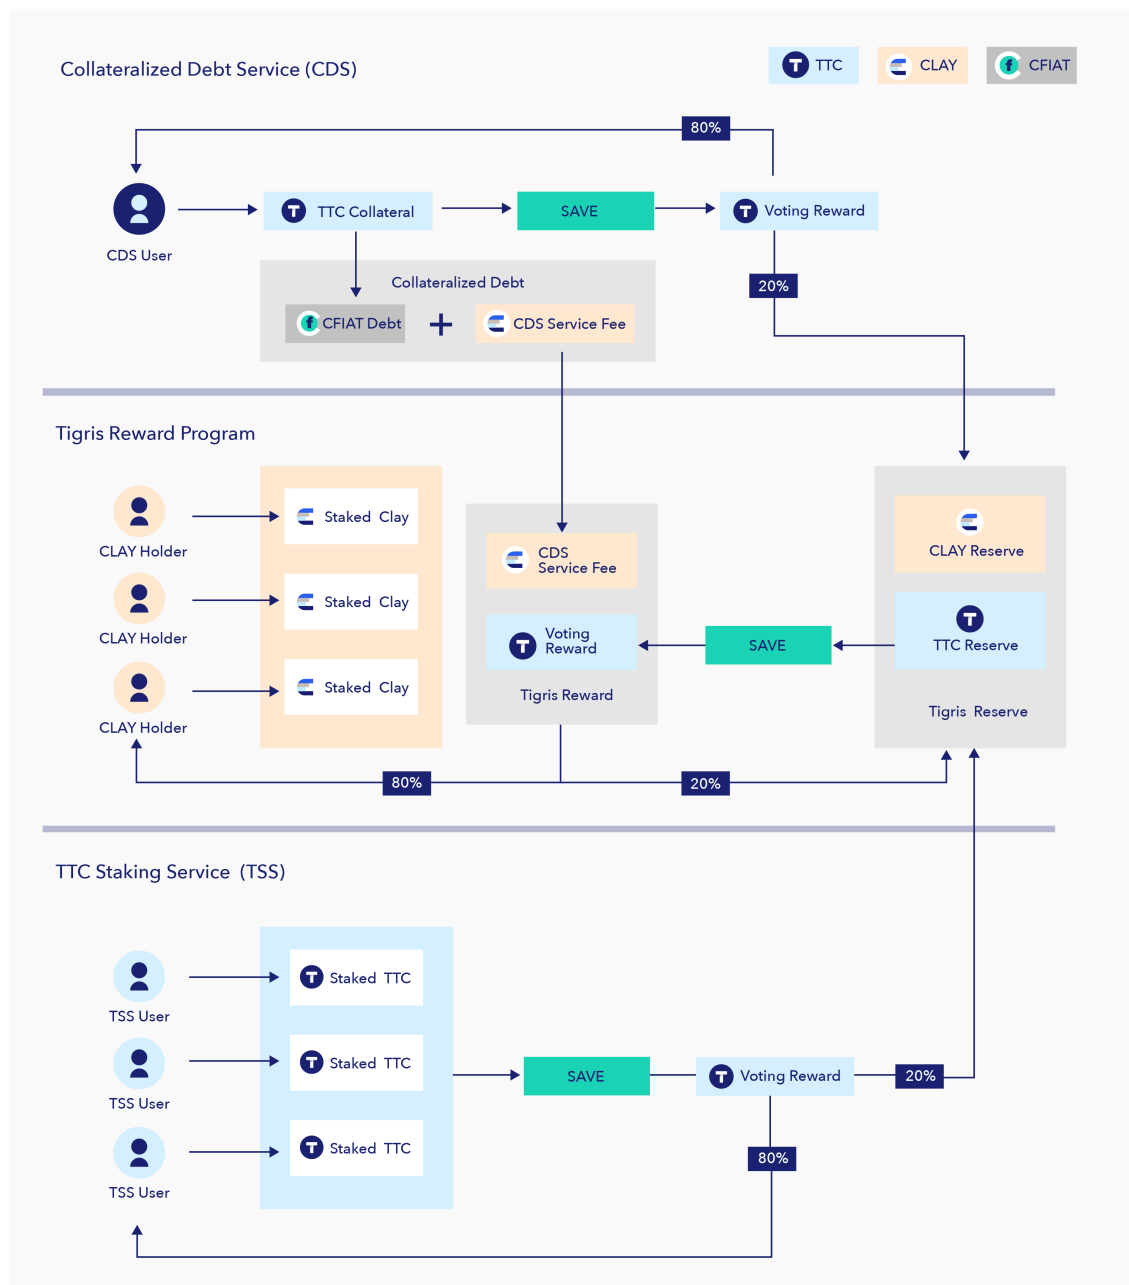 Collateralized Debt Service (CDS)
TTC
CLAY
CFIAT
80%
CDS User
TTC Collateral
SAVE
Voting Reward
20%
Collateralized Debt
CFIAT Debt
+
CDS Service Fee
Tigris Reward Program
CLAY Holder
Staked Clay
CLAY Holder
Staked Clay
CLAY Holder
Staked Clay
CDS
Service Fee
Voting
Reward
Tigris Reward
SAVE
CLAY Reserve
TTC Reserve
Tigris Reserve
80%
20%
TTC Staking Service (TSS)
TSS User
Staked TTC
TSS User
Staked TTC
TSS User
Staked TTC
SAVE
Voting Reward
20%
80%